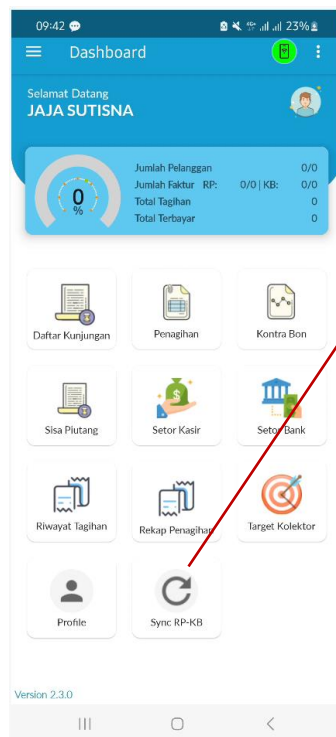 09:42 23%
Dashboard
Selamat Datang
JAJA SUTISNA
Jumlah Pelanggan 0/0
Jumlah Faktur RP: 0/0 | KB: 0/0
Total Tagihan 0
Total Terbayar 0
0
%
Daftar Kunjungan Penagihan Kontra Bon
Sisa Piutang Setor Kasir Setor Bank
Riwayat Tagihan Rekap Penagihan Target Kolektor
Profile Sync RP-KB
Version 2.3.0